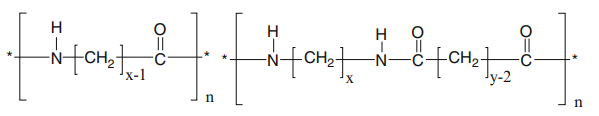 H O H H O O
* N CH2 C * * N CH2 N C CH2 C *
x-1 x y-2
n n